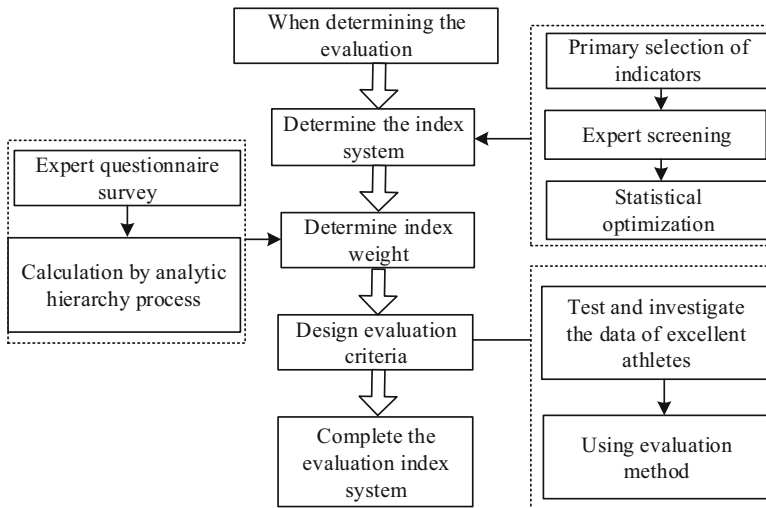 When determining the
evaluation
Determine the index
system
Determine index
weight
Design evaluation
criteria
Complete the
evaluation index
system
Expert questionnaire
survey
Calculation by analytic
hierarchy process
Primary selection of
indicators
Expert screening
Statistical
optimization
Test and investigate
the data of excellent
athletes
Using evaluation
method